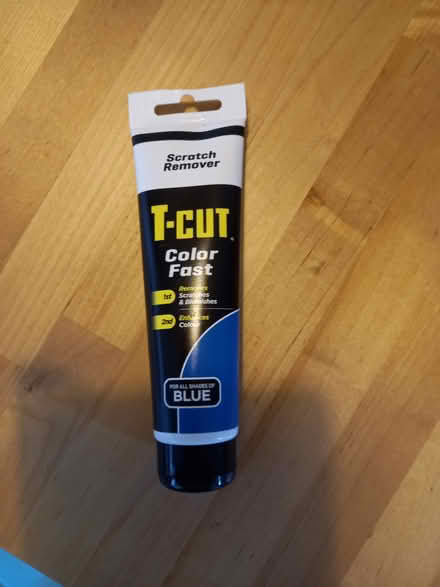 Scratch
Remover
T-CUT
Color
Fast
1st
Removes
Scratches
& Blemishes
2nd
Enhances
Colour
FOR ALL SHADES OF
BLUE